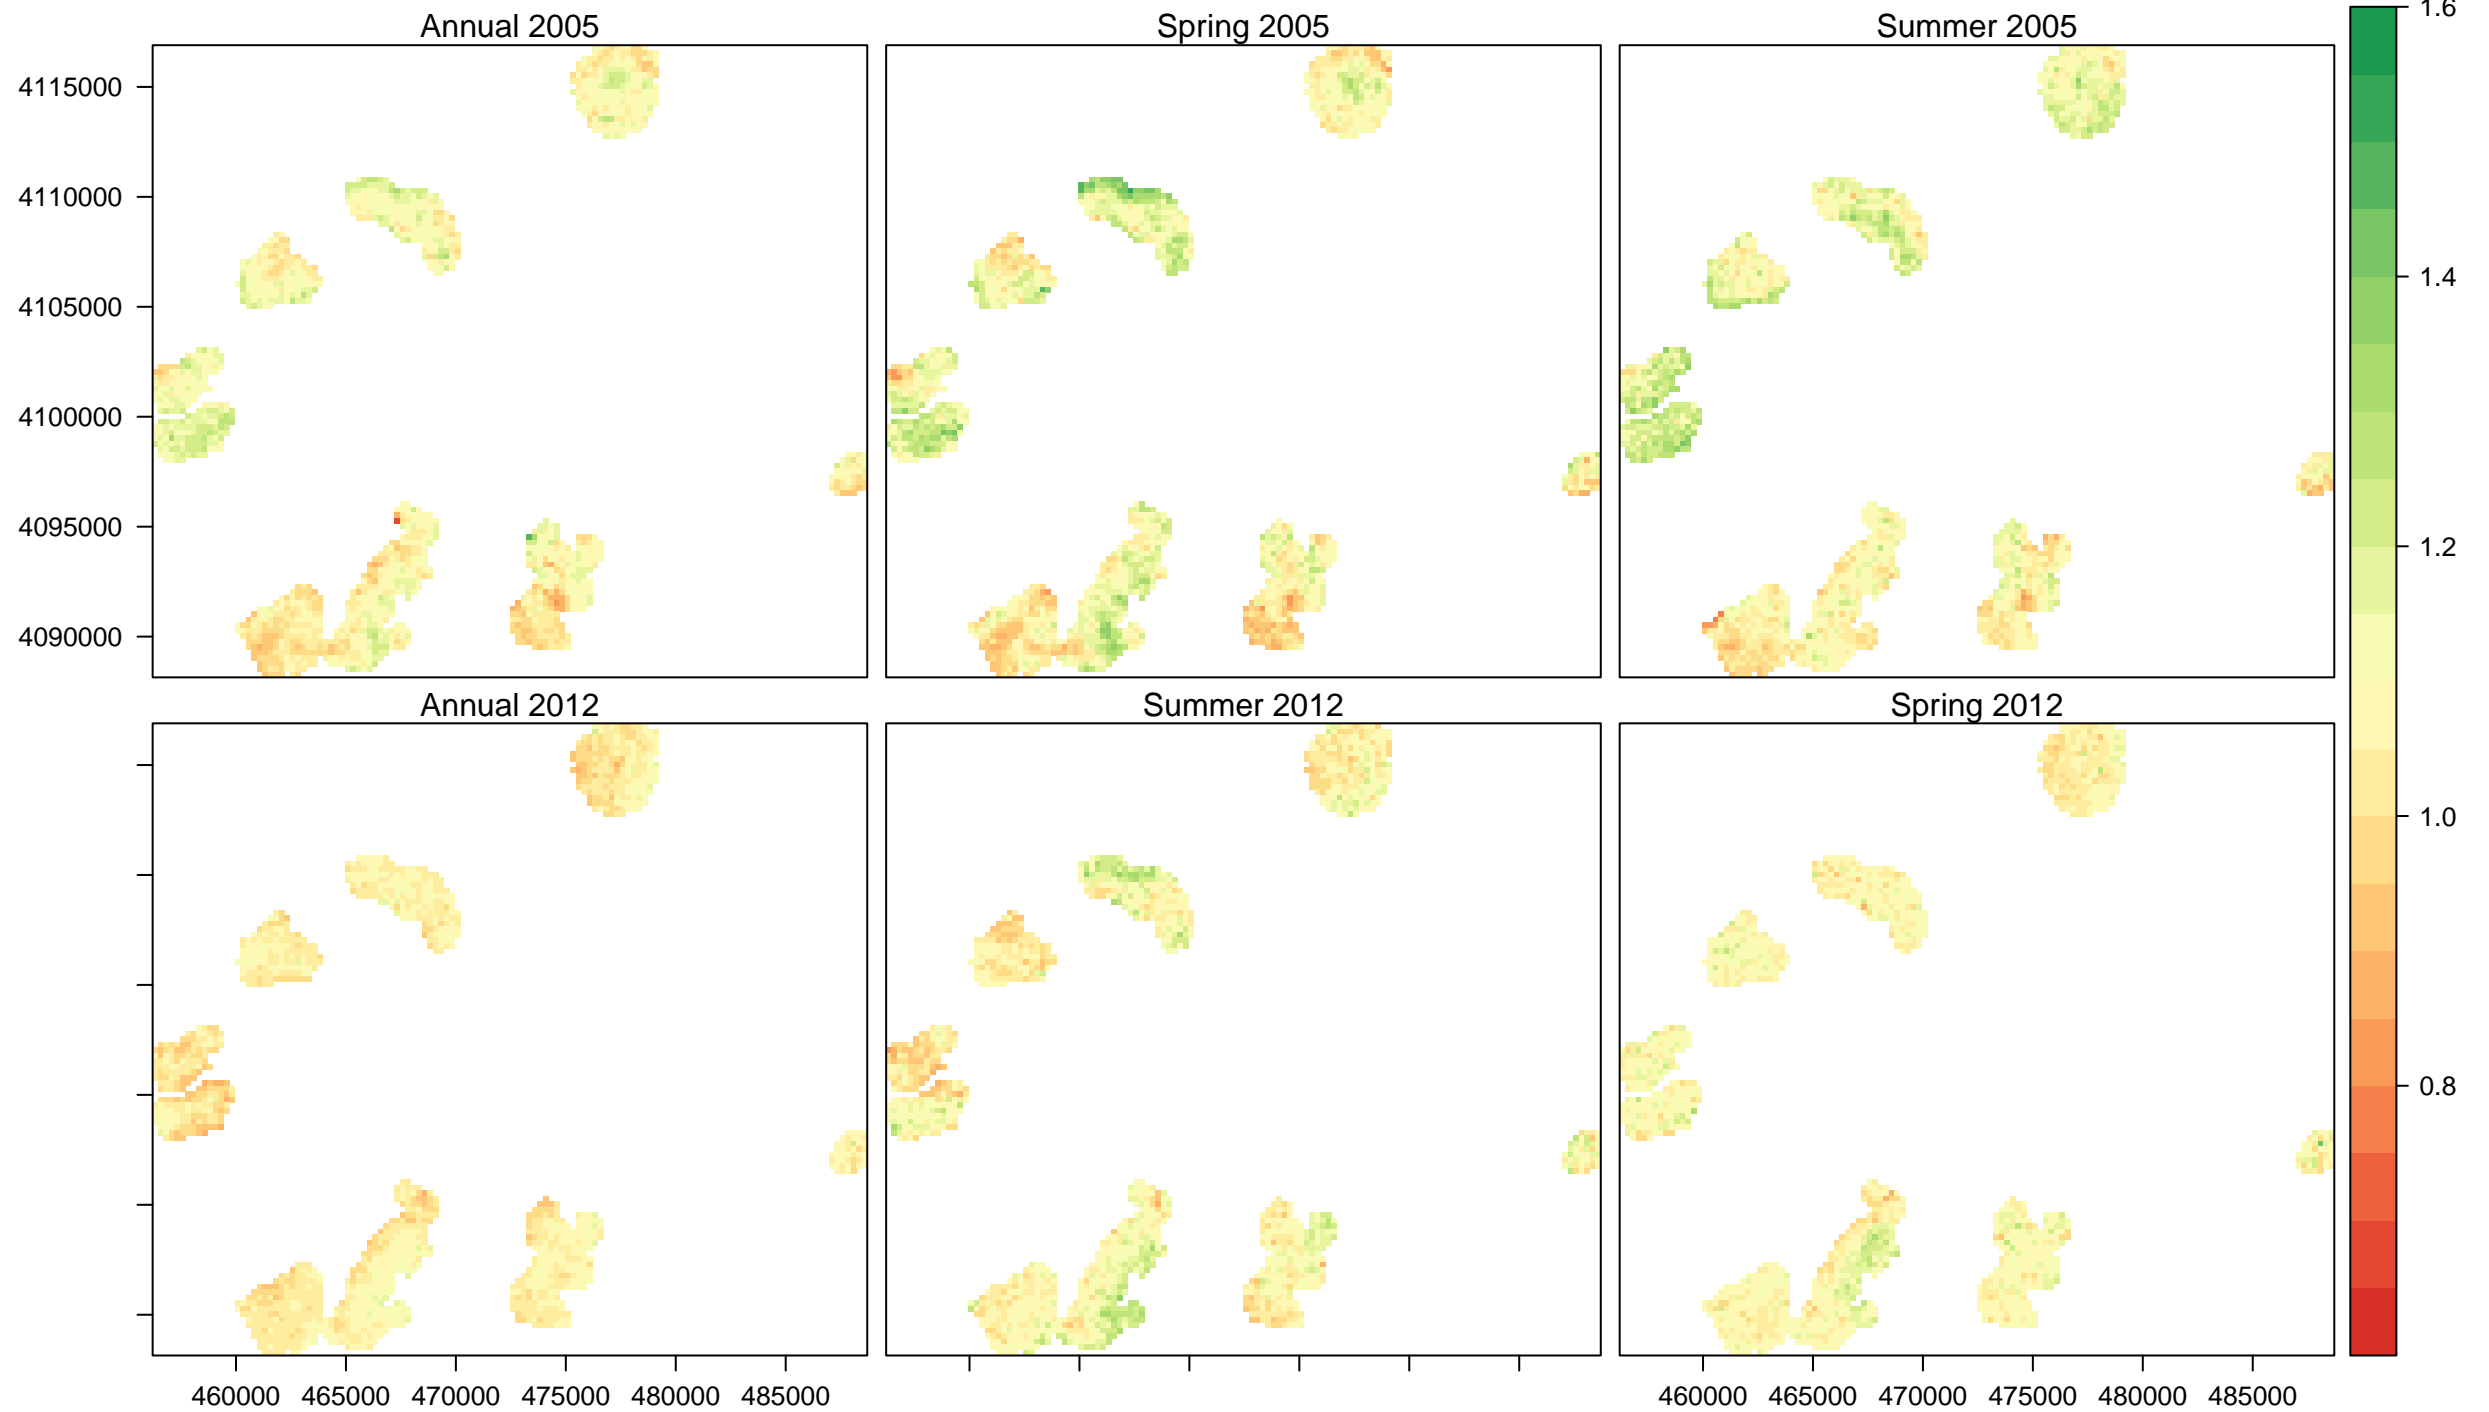 Annual 2005
Spring 2005
Summer 2005
1.6
4115000
4110000
4105000
4100000
4095000
4090000
1.4
1.2
Annual 2012
Summer 2012
Spring 2012
1.0
0.8
460000 465000 470000 475000 480000 485000
460000 465000 470000 475000 480000 485000